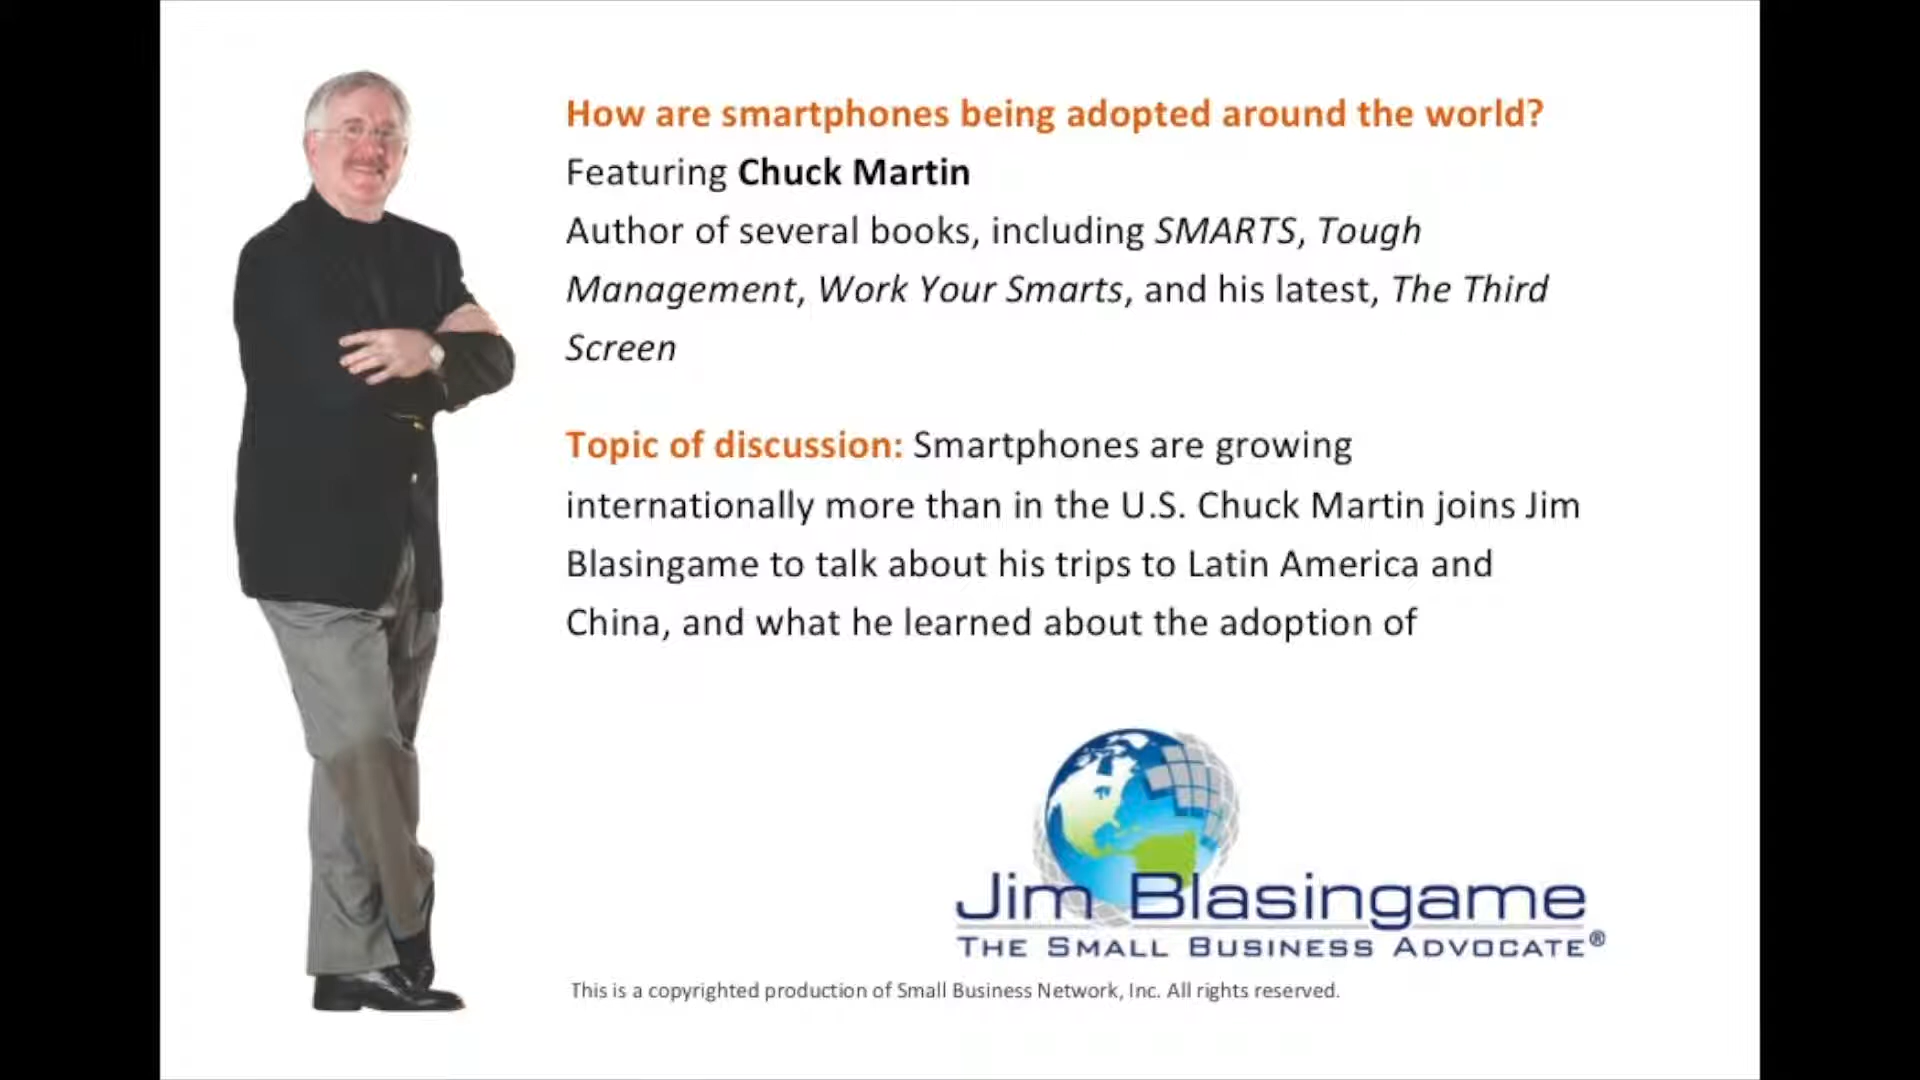 How are smartphones being adopted around the world?
Featuring Chuck Martin
Author of several books, including SMARTS, Tough
Management, Work Your Smarts, and his latest, The Third
Screen
Topic of discussion: Smartphones are growing
internationally more than in the U.S. Chuck Martin joins Jim
Blasingame to talk about his trips to Latin America and
China, and what he learned about the adoption of
Jim Blasingame
THE SMALL BUSINESS ADVOCATE®
This is a copyrighted production of Small Business Network, Inc. All rights reserved.